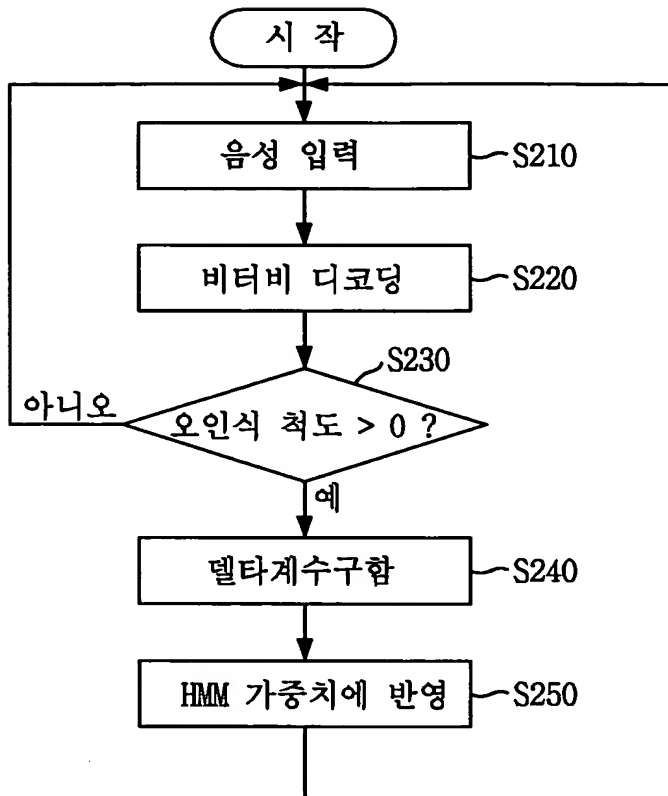 시 작
음성 입력
S210
비터비 디코딩
S220
S230
아니오
오인식 척도 > 0 ?
예
델타계수구함
S240
HMM 가중치에 반영
S250